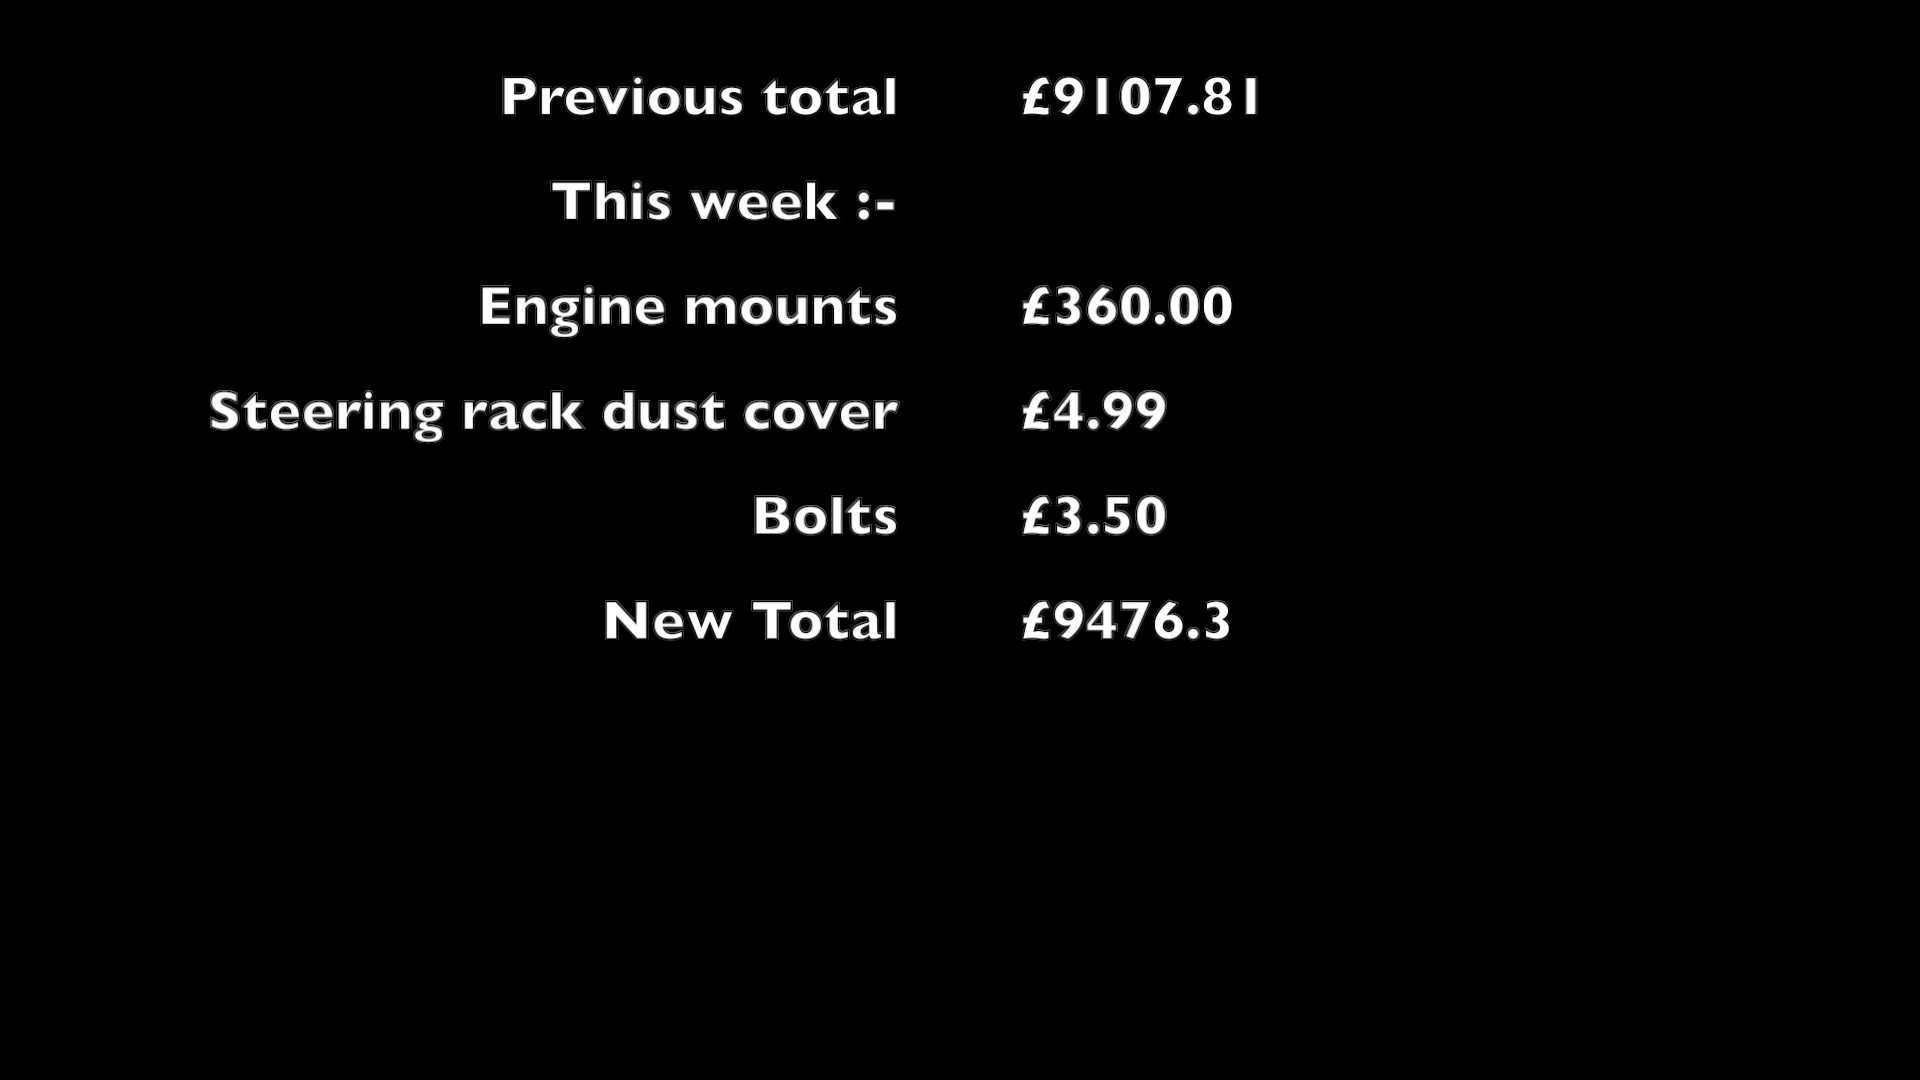 Previous total £9107.81
This week :-
Engine mounts £360.00
Steering rack dust cover £4.99
Bolts £3.50
New Total £9476.3